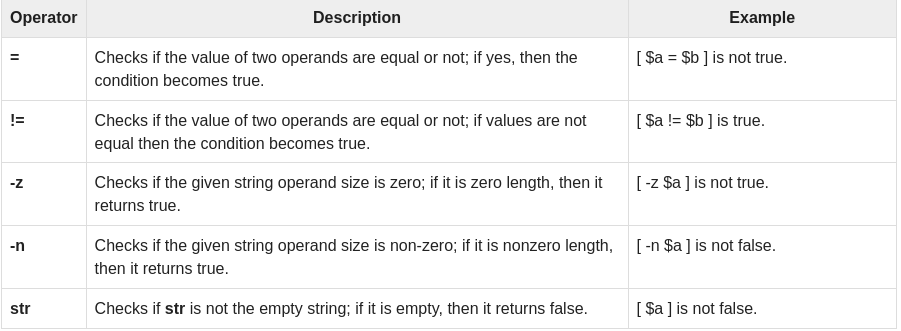 Operator Description Example
= Checks if the value of two operands are equal or not; if yes, then the [ $a = $b ] is not true.
condition becomes true.
!= Checks if the value of two operands are equal or not; if values are not [ $a != $b ] is true.
equal then the condition becomes true.
-z Checks if the given string operand size is zero; if it is zero length, then it [ -z $a ] is not true.
returns true.
-n Checks if the given string operand size is non-zero; if it is nonzero length, [ -n $a ] is not false.
then it returns true.
str Checks if str is not the empty string; if it is empty, then it returns false. [ $a ] is not false.